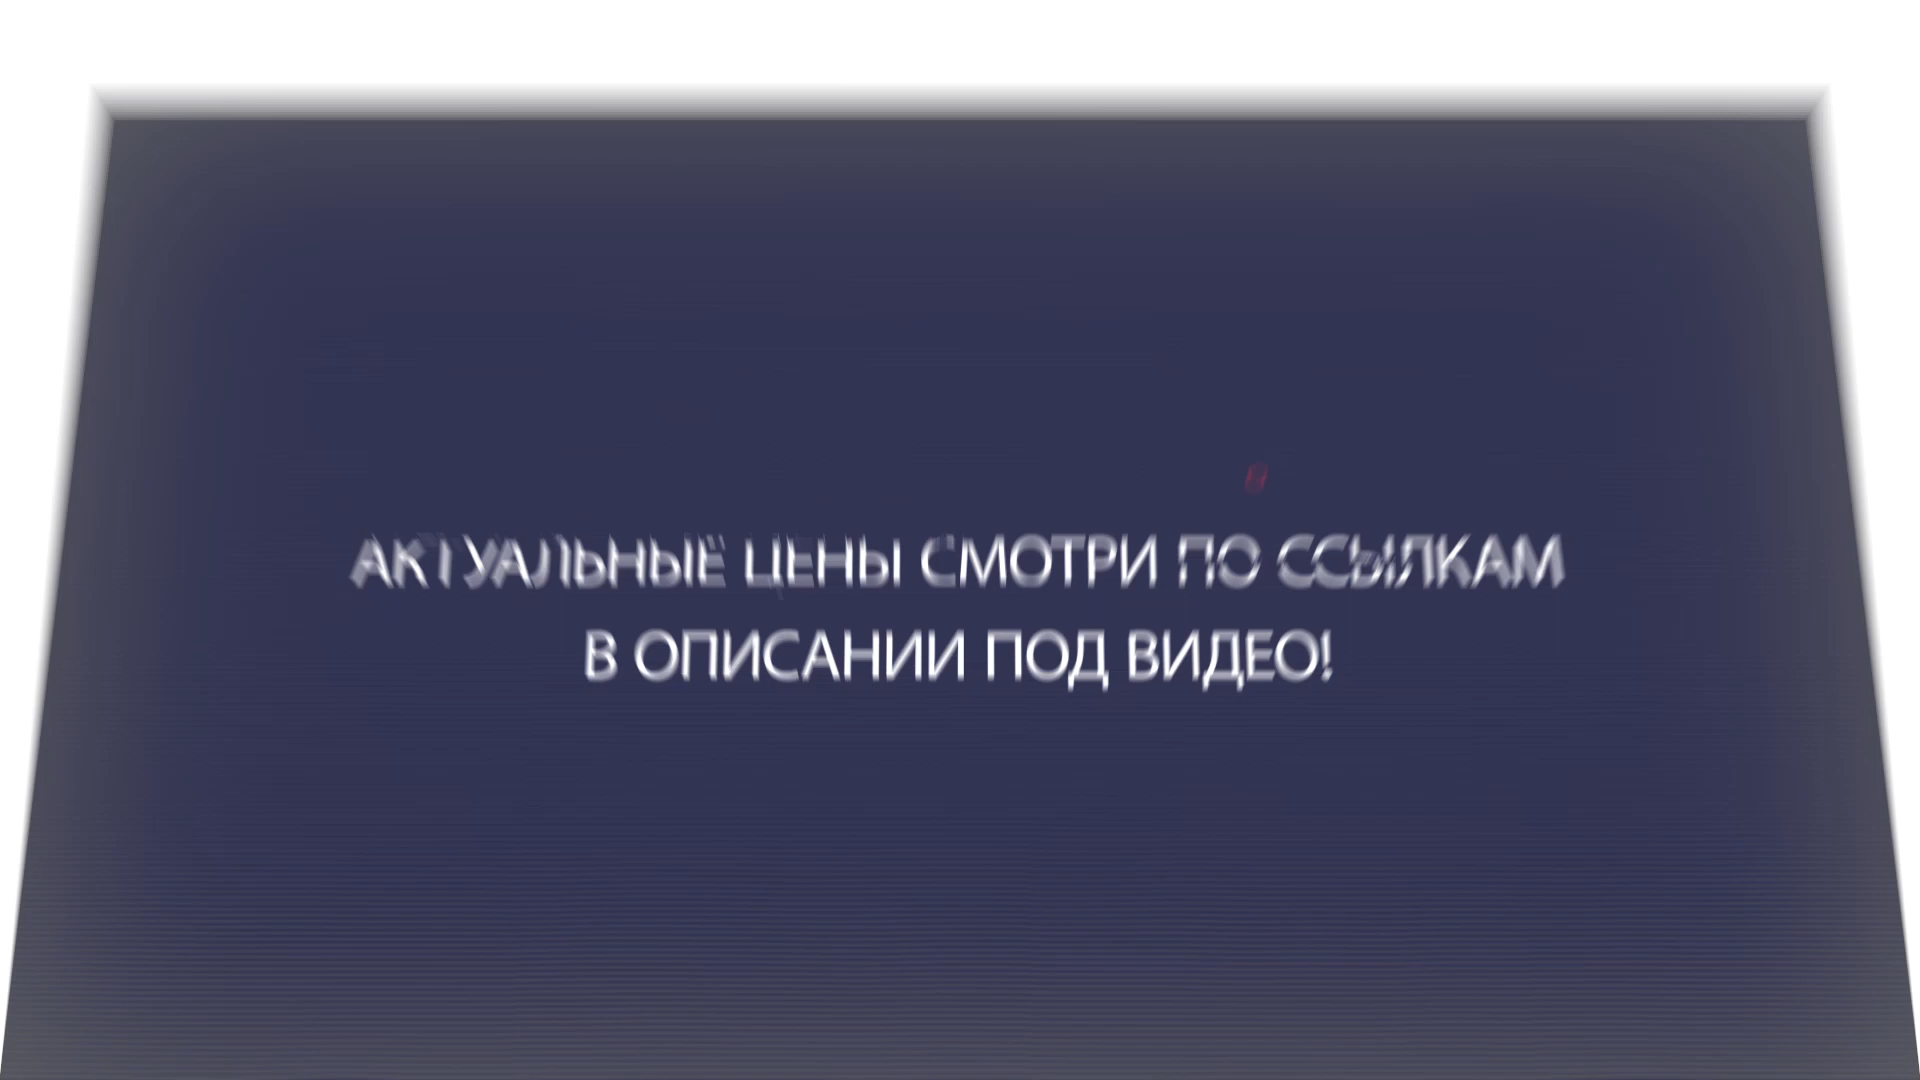 АКТУАЛЬНЫЕ ЦЕНЫ СМОТРИ ПО ССЫЛКАМ
В ОПИСАНИИ ПОД ВИДЕО!